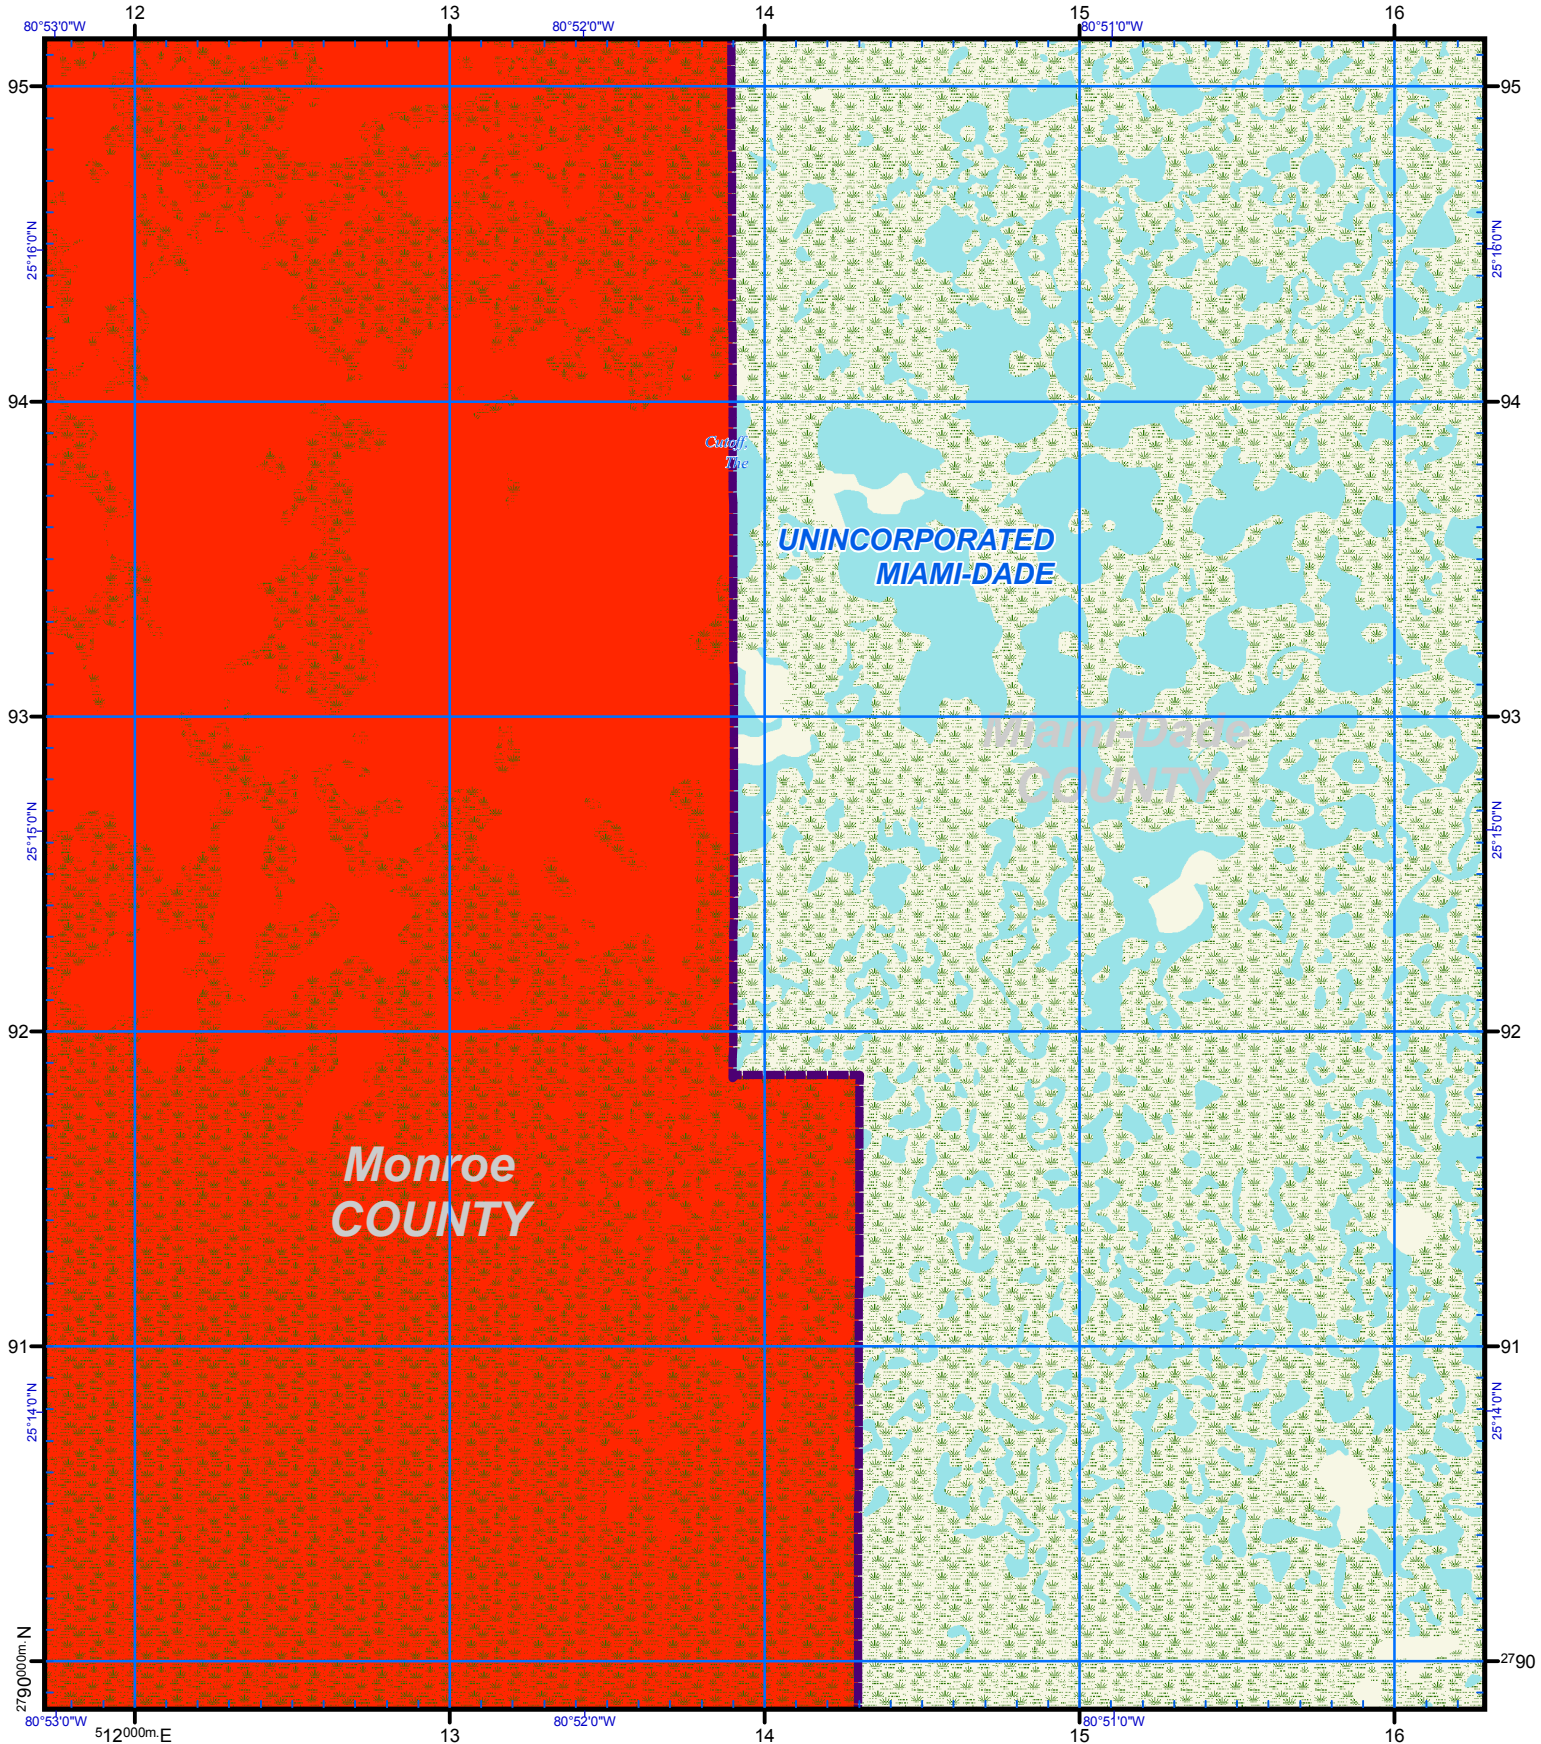 12 13 14 15 16
80°53'0"W 80°52'0"W 80°51'0"W
95 95
25°16'0"N 25°16'0"N
94 94
Cutoff,
The
UNINCORPORATED
MIAMI-DADE
93 93
Miami-Dade
COUNTY
25°15'0"N 25°15'0"N
92 92
Monroe
COUNTY
91 91
25°14'0"N 25°14'0"N
2790000m. N 2790
80°53'0"W 80°52'0"W 80°51'0"W
512000m. E 13 14 15 16